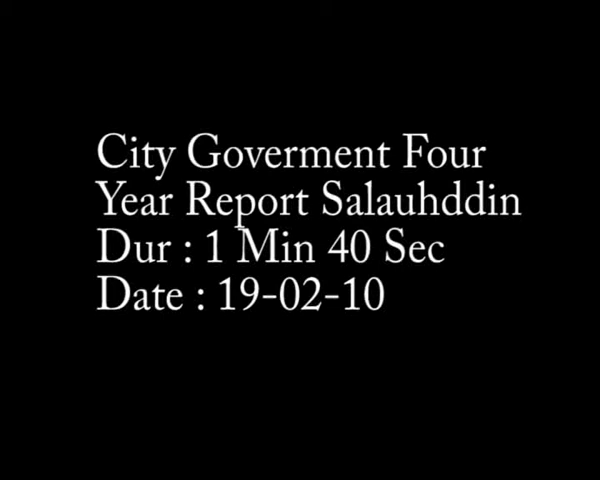 City Goverment Four
Year Report Salauhddin
Dur : 1 Min 40 Sec
Date : 19-02-10